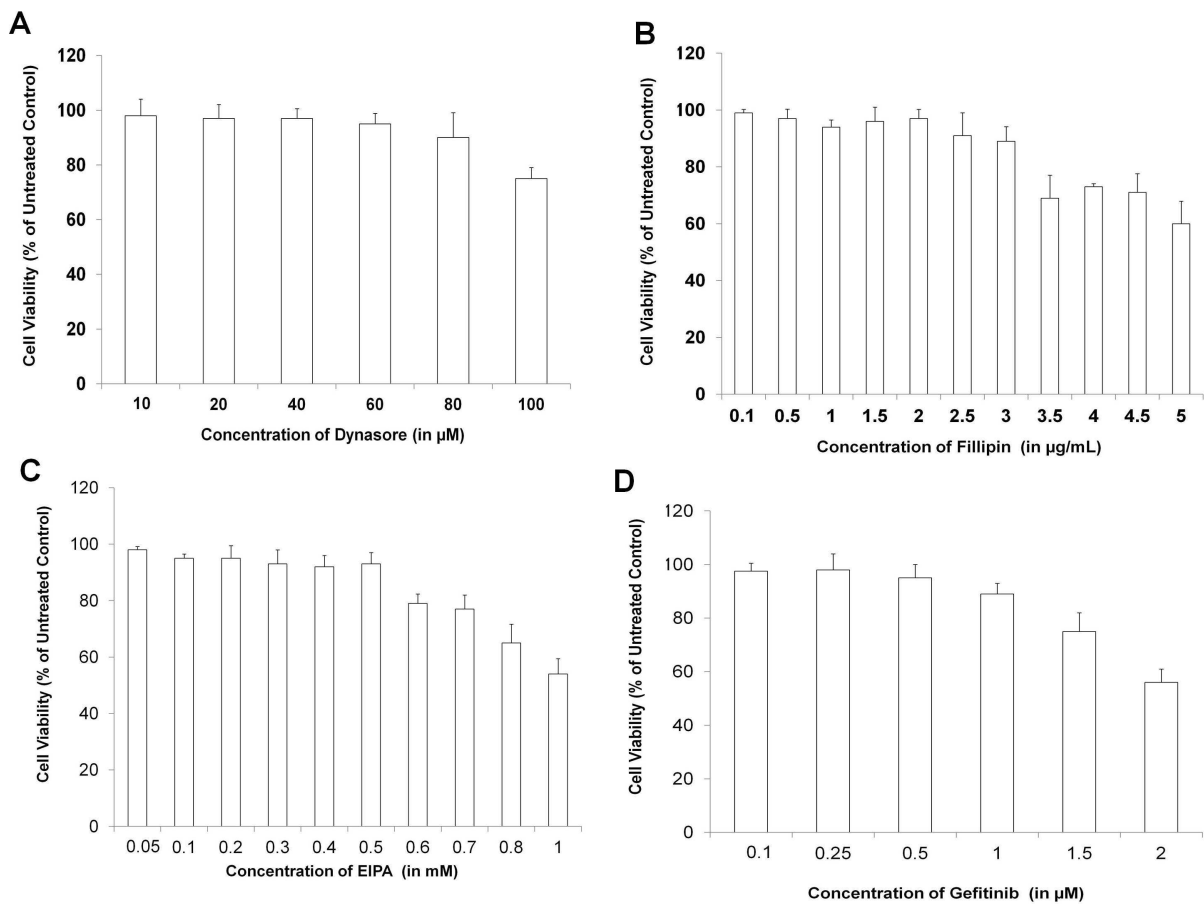 A
Cell Viability (% of Untreated Control)
120
100
80
60
40
20
0
10 20 40 60 80 100
Concentration of Dynasore (in µM)
B
Cell Viability (% of Untreated Control)
120
100
80
60
40
20
0
0.1 0.5 1 1.5 2 2.5 3 3.5 4 4.5 5
Concentration of Fillipin (in µg/mL)
C
Cell Viability (% of Untreated Control)
120
100
80
60
40
20
0
0.05 0.1 0.2 0.3 0.4 0.5 0.6 0.7 0.8 1
Concentration of EIPA (in mM)
D
Cell Viability (% of Untreated Control)
120
100
80
60
40
20
0
0.1 0.25 0.5 1 1.5 2
Concentration of Gefitinib (in µM)